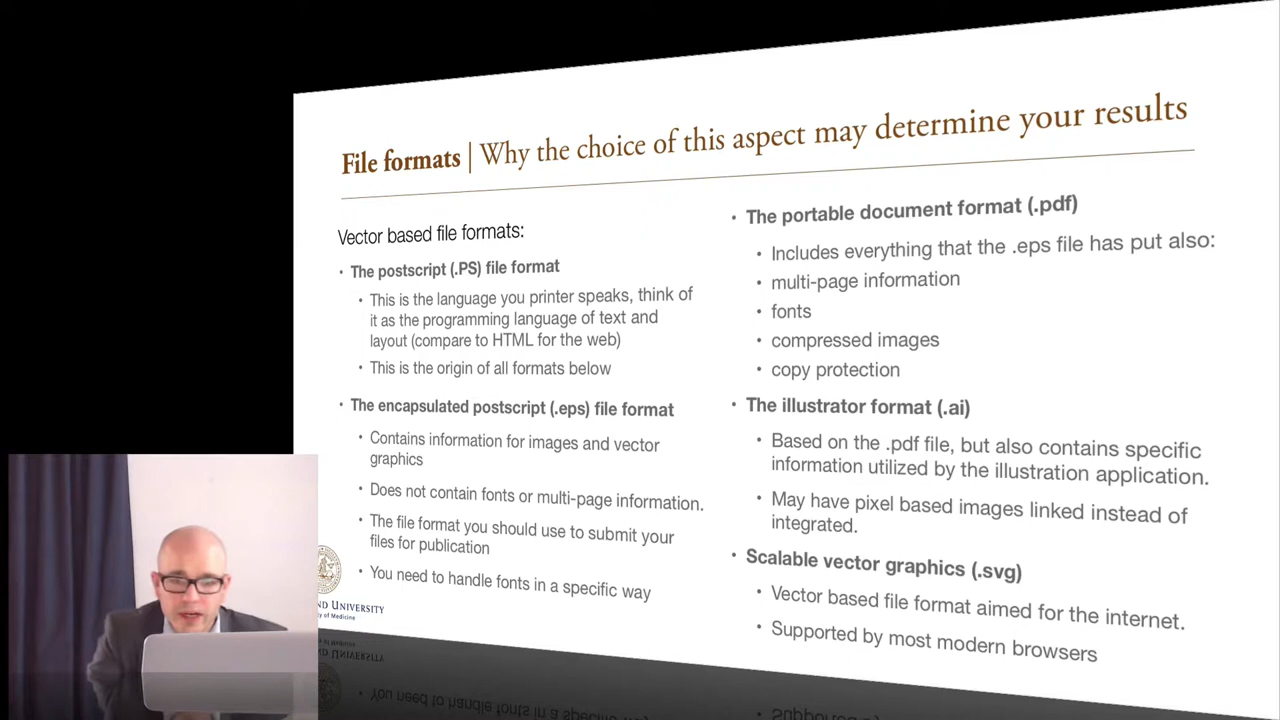 File formats | Why the choice of this aspect may determine your results
Vector based file formats:
• The postscript (.PS) file format
• This is the language you printer speaks, think of
it as the programming language of text and
layout (compare to HTML for the web)
• This is the origin of all formats below
• The encapsulated postscript (.eps) file format
• Contains information for images and vector
graphics
• Does not contain fonts or multi-page information.
• The file format you should use to submit your
files for publication
• You need to handle fonts in a specific way
• The portable document format (.pdf)
• Includes everything that the .eps file has put also:
• multi-page information
• fonts
• compressed images
• copy protection
• The illustrator format (.ai)
• Based on the .pdf file, but also contains specific
information utilized by the illustration application.
• May have pixel based images linked instead of
integrated.
• Scalable vector graphics (.svg)
• Vector based file format aimed for the internet.
• Supported by most modern browsers
ND UNIVERSITY
y of Medicine